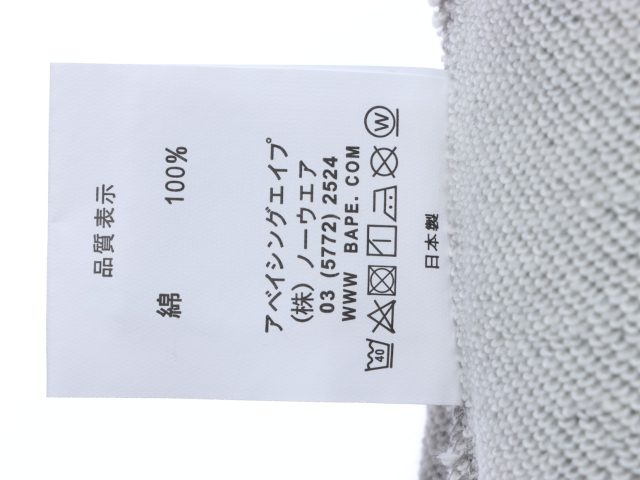 品質表示
綿 100%
アベイシングエイプ
(株) ノーウエア
03 (5772) 2524
WWW BAPE. COM
40 W
日本製